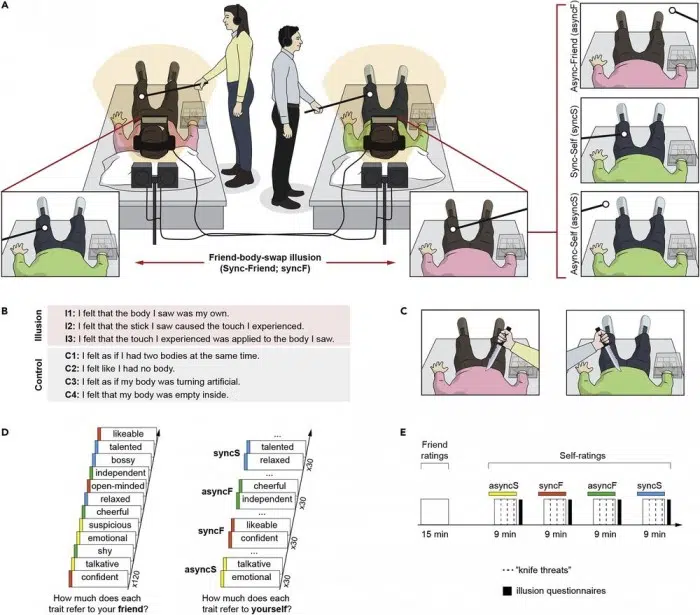 A
Async-Friend (asyncF)
Sync-Self (syncS)
Async-Self (asyncS)
Friend-body-swap illusion
(Sync-Friend; syncF)
B
Illusion
I1: I felt that the body I saw was my own.
I2: I felt that the stick I saw caused the touch I experienced.
I3: I felt that the touch I experienced was applied to the body I saw.
Control
C1: I felt as if I had two bodies at the same time.
C2: I felt like I had no body.
C3: I felt as if my body was turning artificial.
C4: I felt that my body was empty inside.
C
D
likeable
talented
bossy
independent
open-minded
relaxed
cheerful
suspicious
emotional
shy
talkative
confident
x120
How much does each
trait refer to your friend?
...
syncS
talented
relaxed
x30
...
asyncF
cheerful
independent
x30
...
syncF
likeable
confident
x30
...
asyncS
talkative
emotional
x30
How much does each
trait refer to yourself?
E
Friend
ratings
Self-ratings
asyncS
syncF
asyncF
syncS
15 min
9 min
9 min
9 min
9 min
"knife threats"
illusion questionnaires